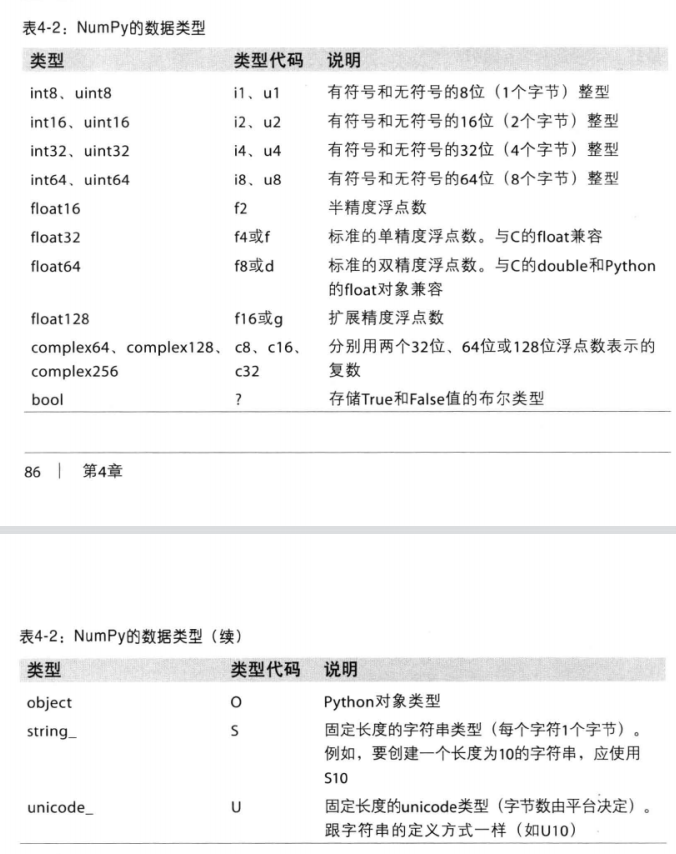 表4-2：NumPy的数据类型
类型 类型代码 说明
int8、uint8 i1、u1 有符号和无符号的8位（1个字节）整型
int16、uint16 i2、u2 有符号和无符号的16位（2个字节）整型
int32、uint32 i4、u4 有符号和无符号的32位（4个字节）整型
int64、uint64 i8、u8 有符号和无符号的64位（8个字节）整型
float16 f2 半精度浮点数
float32 f4或f 标准的单精度浮点数。与C的float兼容
float64 f8或d 标准的双精度浮点数。与C的double和Python
的float对象兼容
float128 f16或g 扩展精度浮点数
complex64、complex128、 c8、c16、 分别用两个32位、64位或128位浮点数表示的
complex256 c32 复数
bool ? 存储True和False值的布尔类型
86 | 第4章
表4-2：NumPy的数据类型（续）
类型 类型代码 说明
object O Python对象类型
string_ S 固定长度的字符串类型（每个字符1个字节）。
例如，要创建一个长度为10的字符串，应使用
S10
unicode_ U 固定长度的unicode类型（字节数由平台决定）。
跟字符串的定义方式一样（如U10）